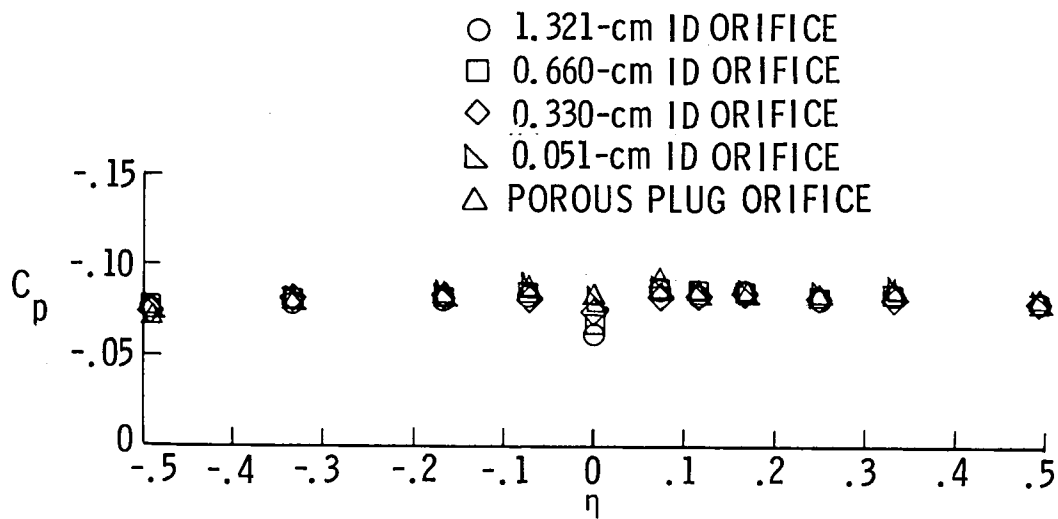 1.321-cm ID ORIFICE
0.660-cm ID ORIFICE
0.330-cm ID ORIFICE
0.051-cm ID ORIFICE
POROUS PLUG ORIFICE
-.15
-.10
Cp
-.05
0
-.5 -.4 -.3 -.2 -.1 0 .1 .2 .3 .4 .5
η